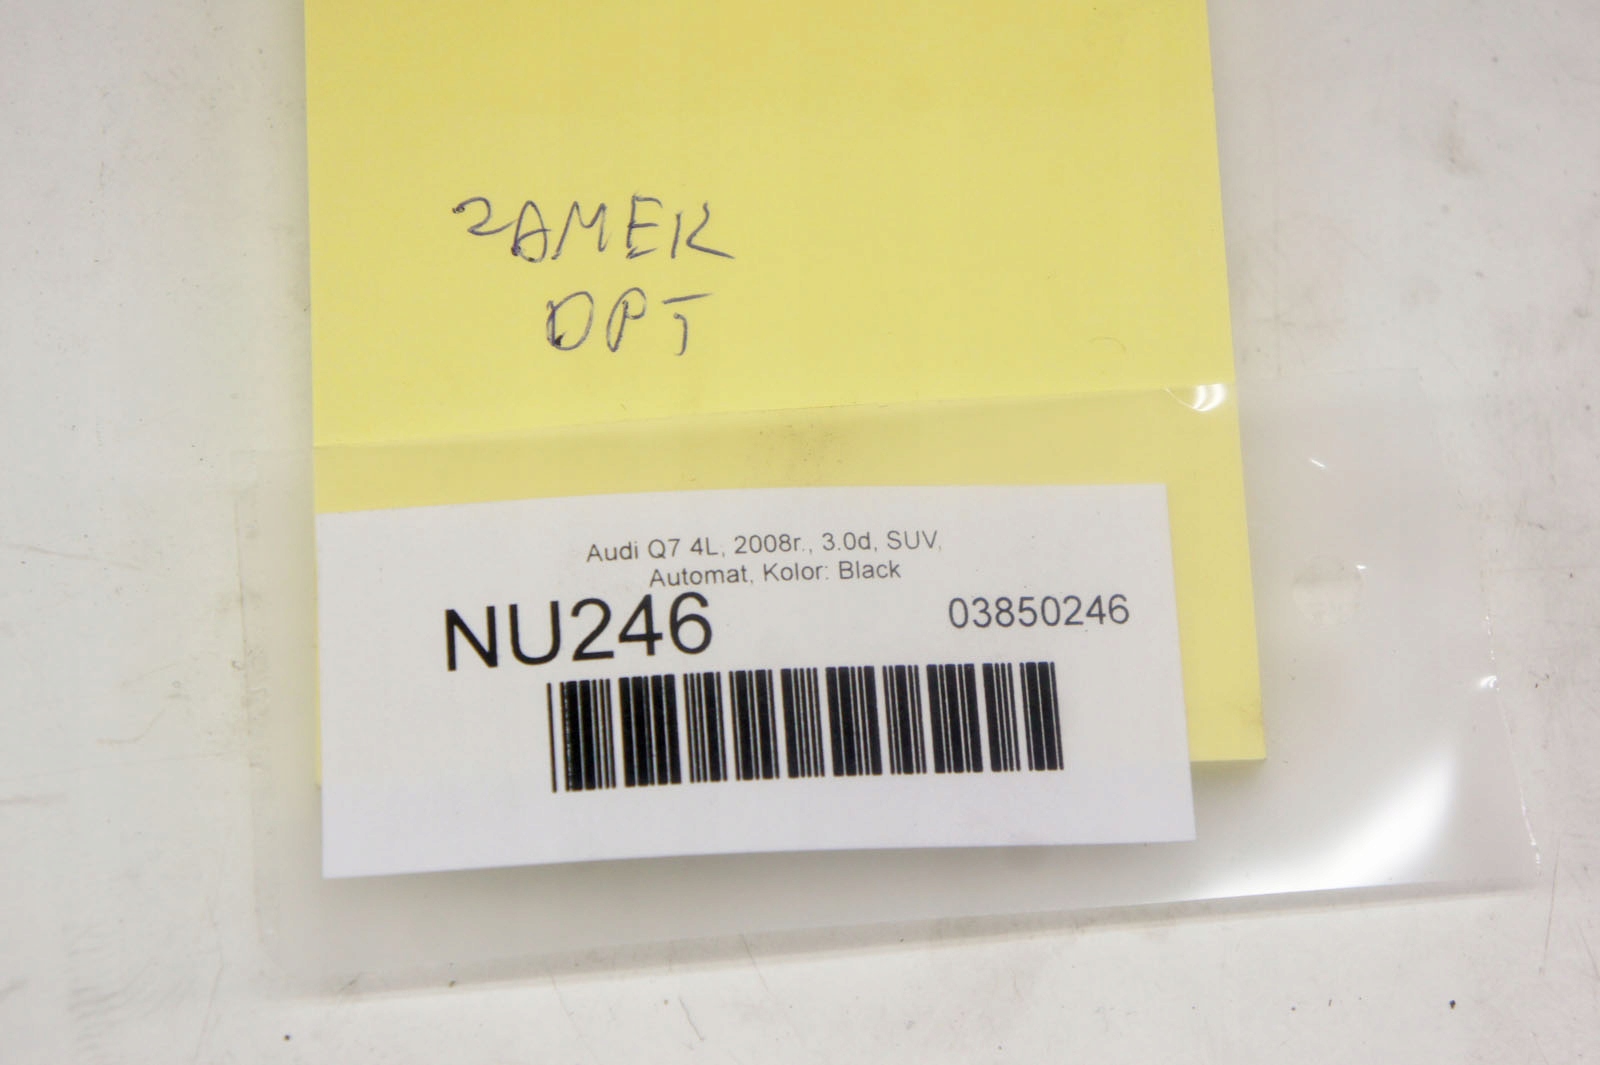 ZAMEK
DPT
Audi Q7 4L, 2008r., 3.0d, SUV,
Automat, Kolor: Black
NU246
03850246